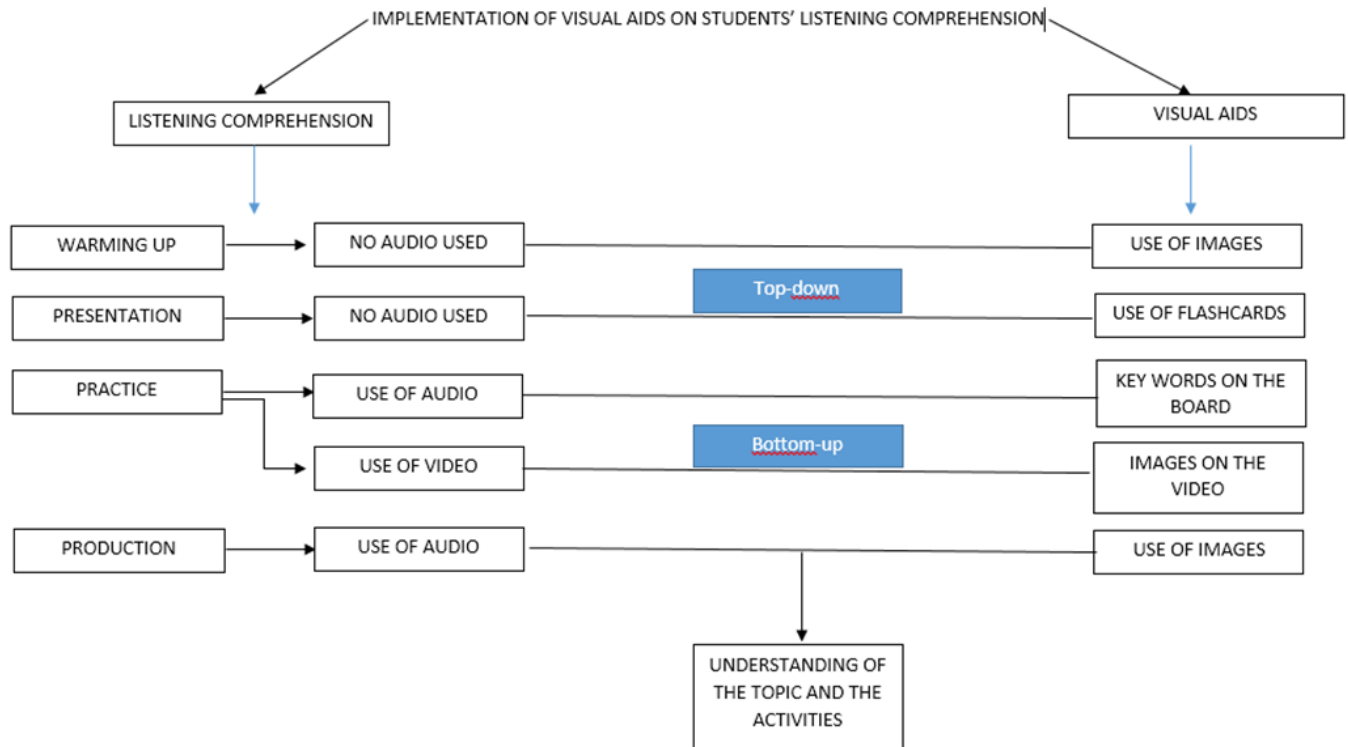 IMPLEMENTATION OF VISUAL AIDS ON STUDENTS’ LISTENING COMPREHENSION
LISTENING COMPREHENSION
VISUAL AIDS
WARMING UP
NO AUDIO USED
USE OF IMAGES
Top-down
PRESENTATION
NO AUDIO USED
USE OF FLASHCARDS
PRACTICE
USE OF AUDIO
KEY WORDS ON THE
BOARD
Bottom-up
USE OF VIDEO
IMAGES ON THE
VIDEO
PRODUCTION
USE OF AUDIO
USE OF IMAGES
UNDERSTANDING OF
THE TOPIC AND THE
ACTIVITIES